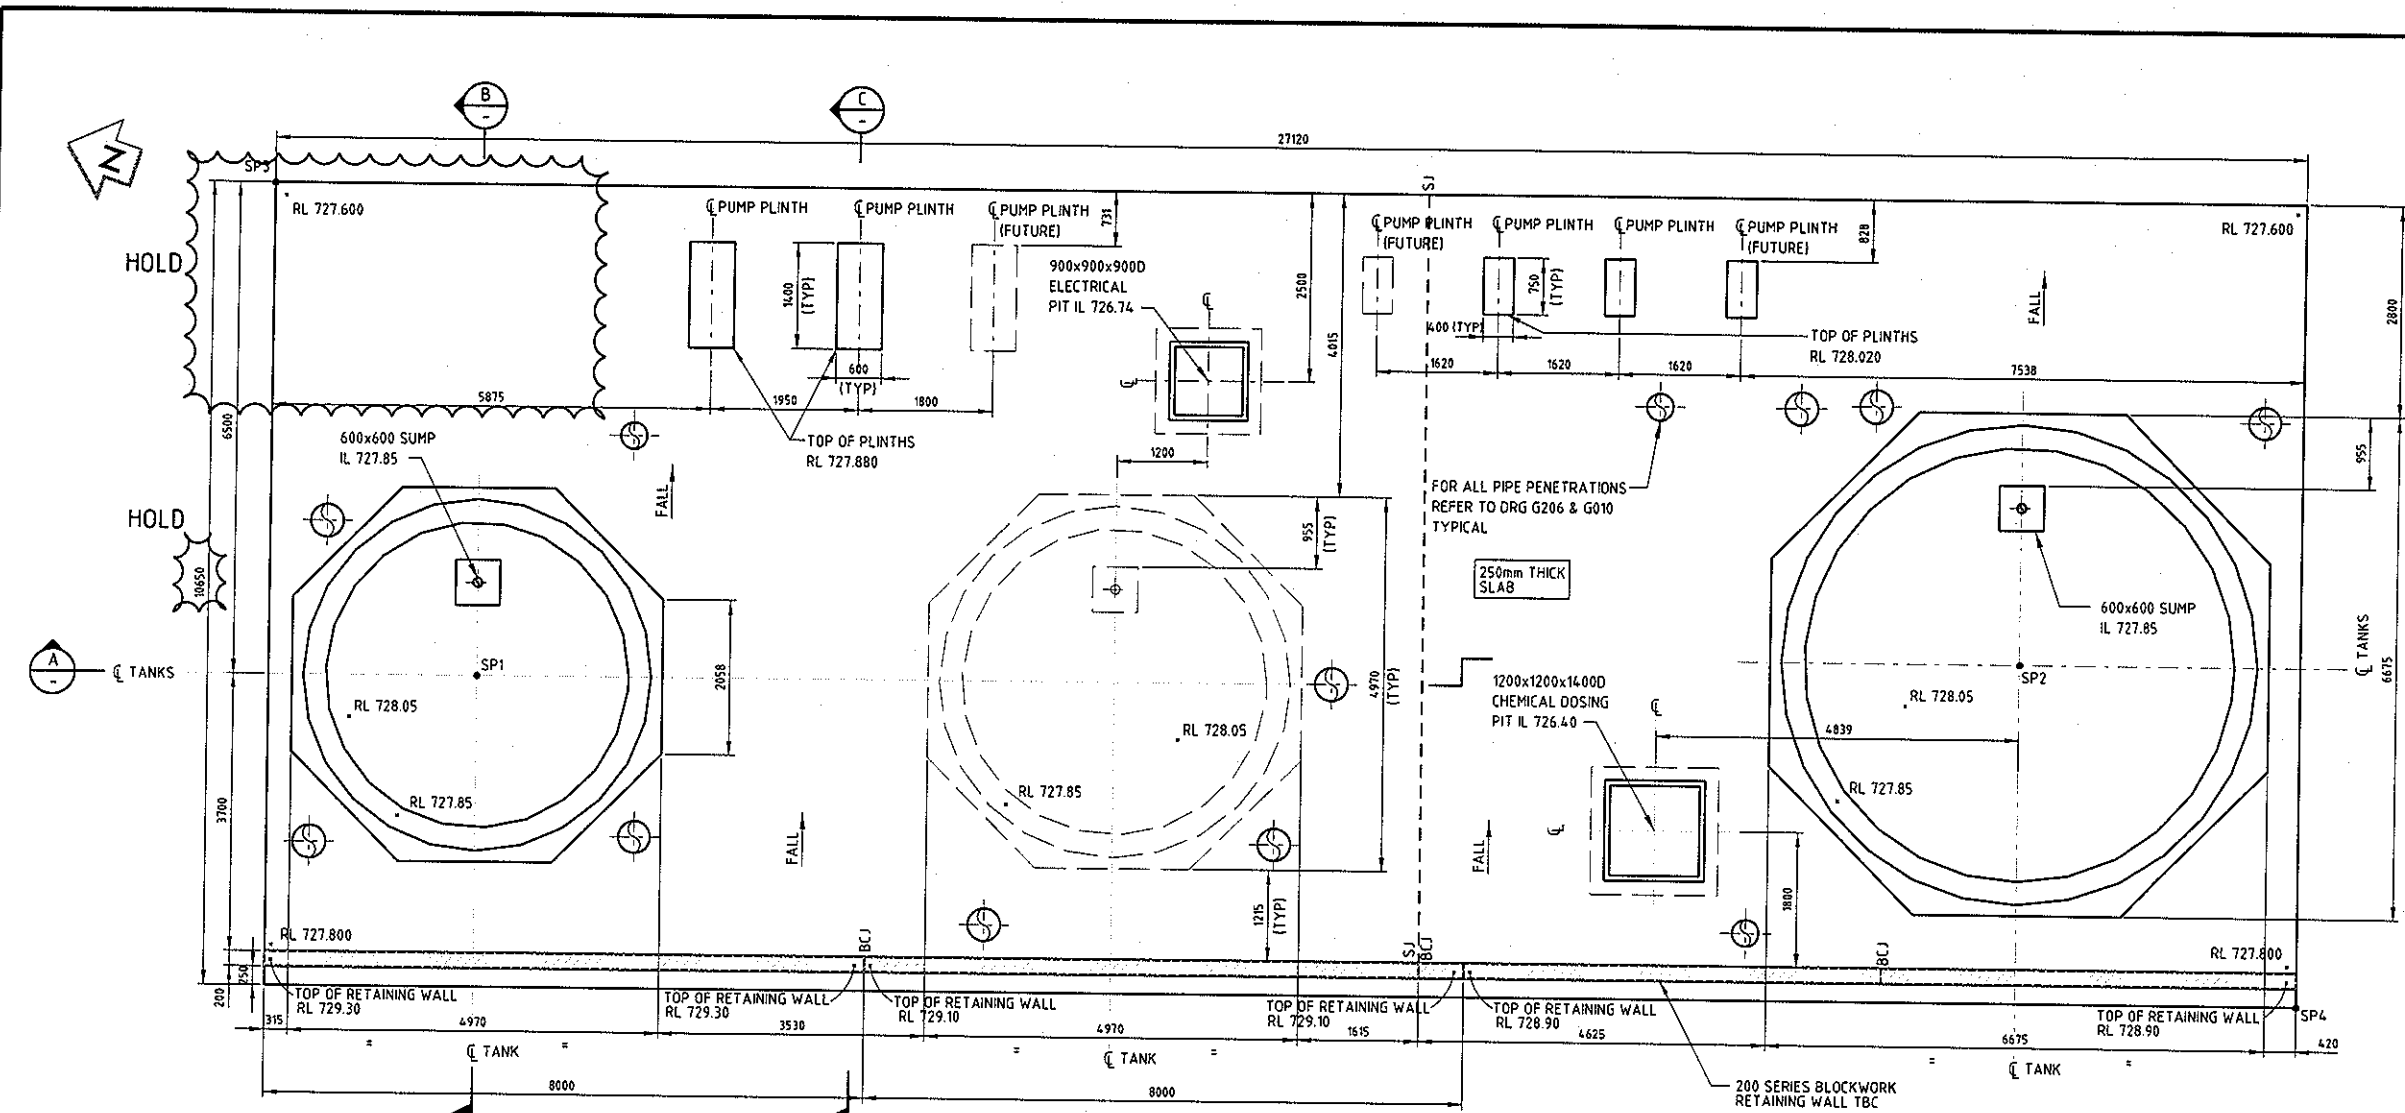 B
-
C
-
27120
N
SP3
SJ
RL 727.600
℄ PUMP PLINTH
℄ PUMP PLINTH
℄ PUMP PLINTH
(FUTURE)
℄ PUMP PLINTH
(FUTURE)
℄ PUMP PLINTH
℄ PUMP PLINTH
℄ PUMP PLINTH
(FUTURE)
RL 727.600
HOLD
828
900x900x900D
ELECTRICAL
PIT IL 726.74
1400
(TYP)
600
(TYP)
2500
4015
750
(TYP)
400 (TYP)
FALL
2800
TOP OF PLINTHS
RL 728.020
℄
℄
1620
1620
1620
7538
5875
1950
1800
6500
600x600 SUMP
IL 727.85
TOP OF PLINTHS
RL 727.880
1200
955
FALL
FOR ALL PIPE PENETRATIONS
REFER TO DRG G206 & G010
TYPICAL
HOLD
955
(TYP)
250mm THICK
SLAB
10650
600x600 SUMP
IL 727.85
A
-
℄ TANKS
SP1
2058
4970
(TYP)
1200x1200x1400D
CHEMICAL DOSING
PIT IL 726.40
℄
SP2
℄ TANKS
6675
RL 728.05
RL 728.05
RL 728.05
4839
3700
RL 727.85
RL 727.85
RL 727.85
FALL
FALL
℄
1800
1215
(TYP)
RL 727.800
BCJ
SJ
BCJ
BCJ
RL 727.800
250
200
TOP OF RETAINING WALL
RL 729.30
TOP OF RETAINING WALL
RL 729.30
TOP OF RETAINING WALL
RL 729.10
TOP OF RETAINING WALL
RL 729.10
TOP OF RETAINING WALL
RL 728.90
TOP OF RETAINING WALL
RL 728.90
SP4
315
4970
3530
4970
1615
4625
6675
420
= ℄ TANK =
= ℄ TANK =
= ℄ TANK =
8000
8000
200 SERIES BLOCKWORK
RETAINING WALL TBC